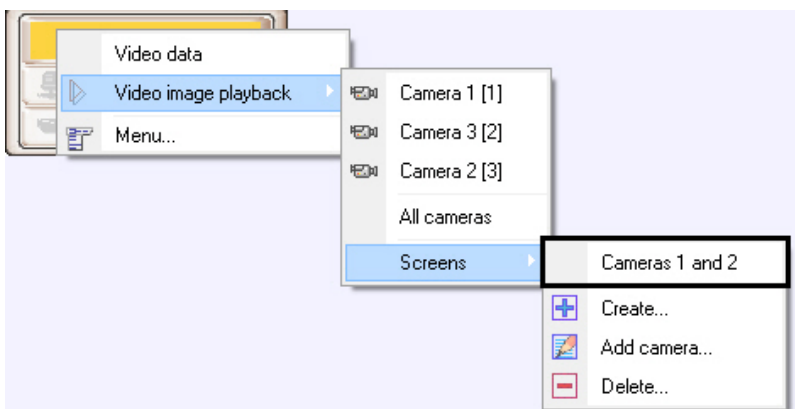 Video data
Video image playback
Menu...
Camera 1 [1]
Camera 3 [2]
Camera 2 [3]
All cameras
Screens
Cameras 1 and 2
Create...
Add camera...
Delete...